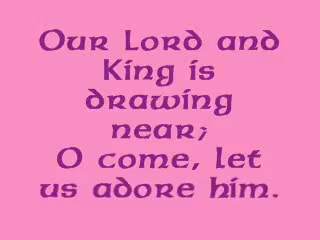 Our Lord and
King is
drawing
near;
O come, let
us adore him.